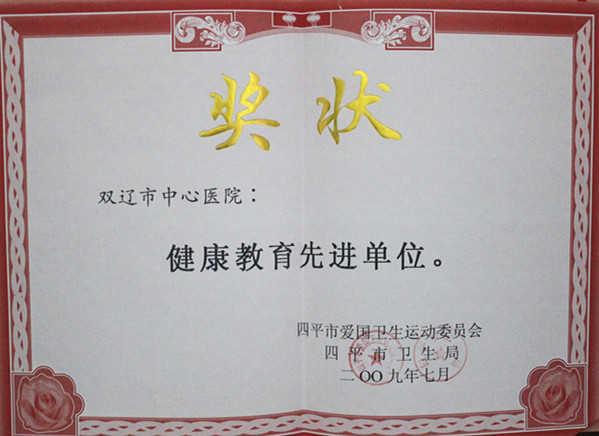 奖状
双辽市中心医院：
健康教育先进单位。
四平市爱国卫生运动委员会
四平市卫生局
二OO九年七月